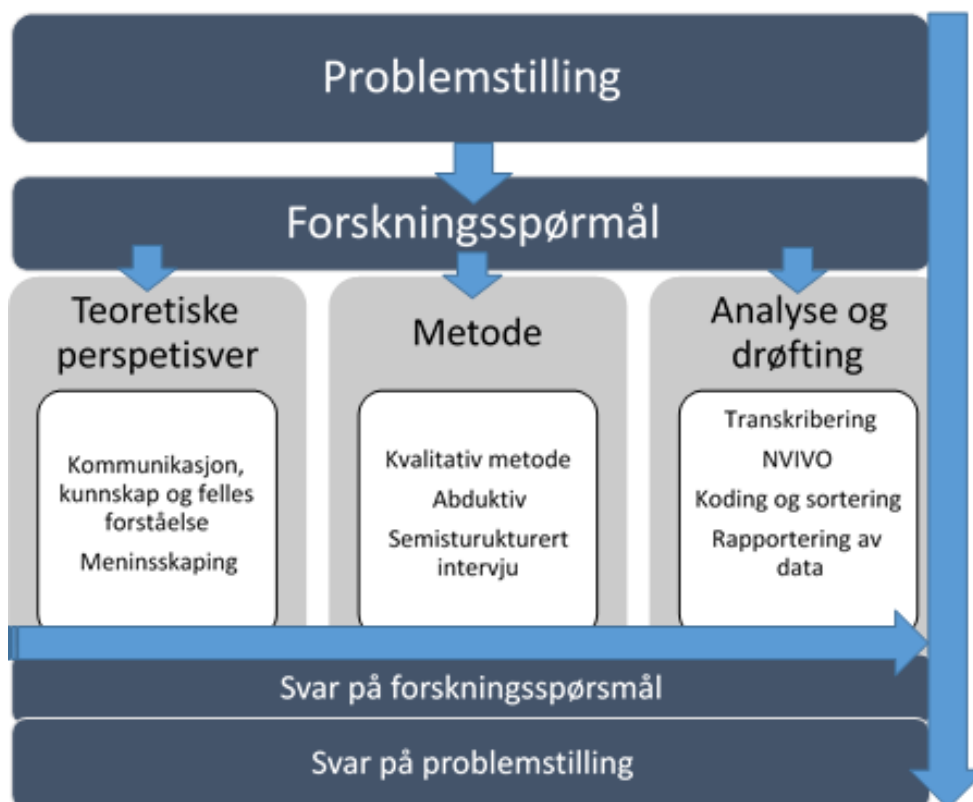 Problemstilling
Forskningsspørmål
Teoretiske
perspetisver
Kommunikasjon,
kunnskap og felles
forståelse
Meninsskaping
Metode
Kvalitativ metode
Abduktiv
Semisturukturert
intervju
Analyse og
drøfting
Transkribering
NVIVO
Koding og sortering
Rapportering av
data
Svar på forskningsspørsmål
Svar på problemstilling